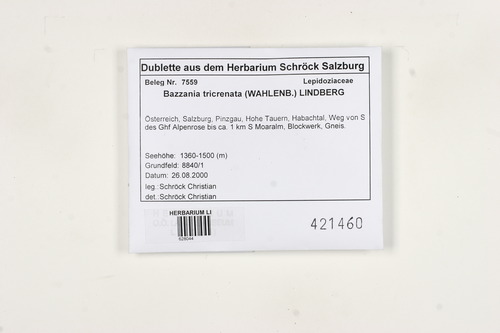 Dublette aus dem Herbarium Schröck Salzburg
Beleg Nr. 7559 Lepidoziaceae
Bazzania tricrenata (WAHLENB.) LINDBERG
Österreich, Salzburg, Pinzgau, Hohe Tauern, Habachtal, Weg von S
des Ghf Alpenrose bis ca. 1 km S Moaralm, Blockwerk, Gneis.
Seehöhe: 1360-1500 (m)
Grundfeld: 8840/1
Datum: 26.08.2000
leg.:Schröck Christian
det.:Schröck Christian
HERBARIUM LI
421460